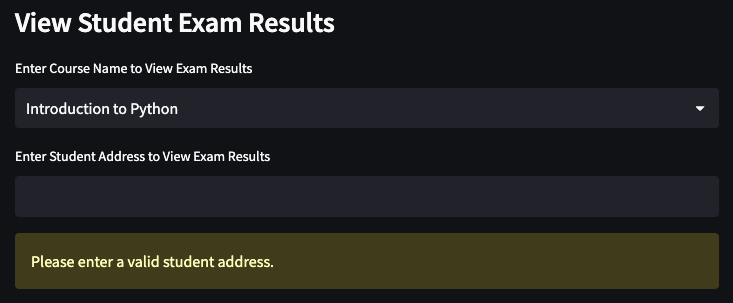 View Student Exam Results
Enter Course Name to View Exam Results
Introduction to Python
Enter Student Address to View Exam Results
Please enter a valid student address.